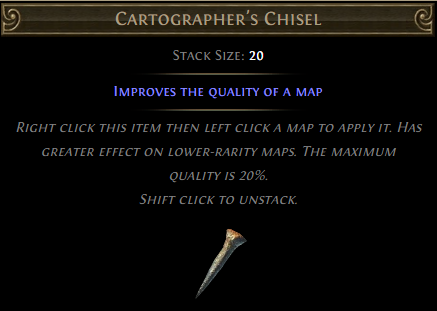 Cartographer's Chisel
Stack Size: 20
Improves the quality of a map
Right click this item then left click a map to apply it. Has
greater effect on lower-rarity maps. The maximum
quality is 20%.
Shift click to unstack.